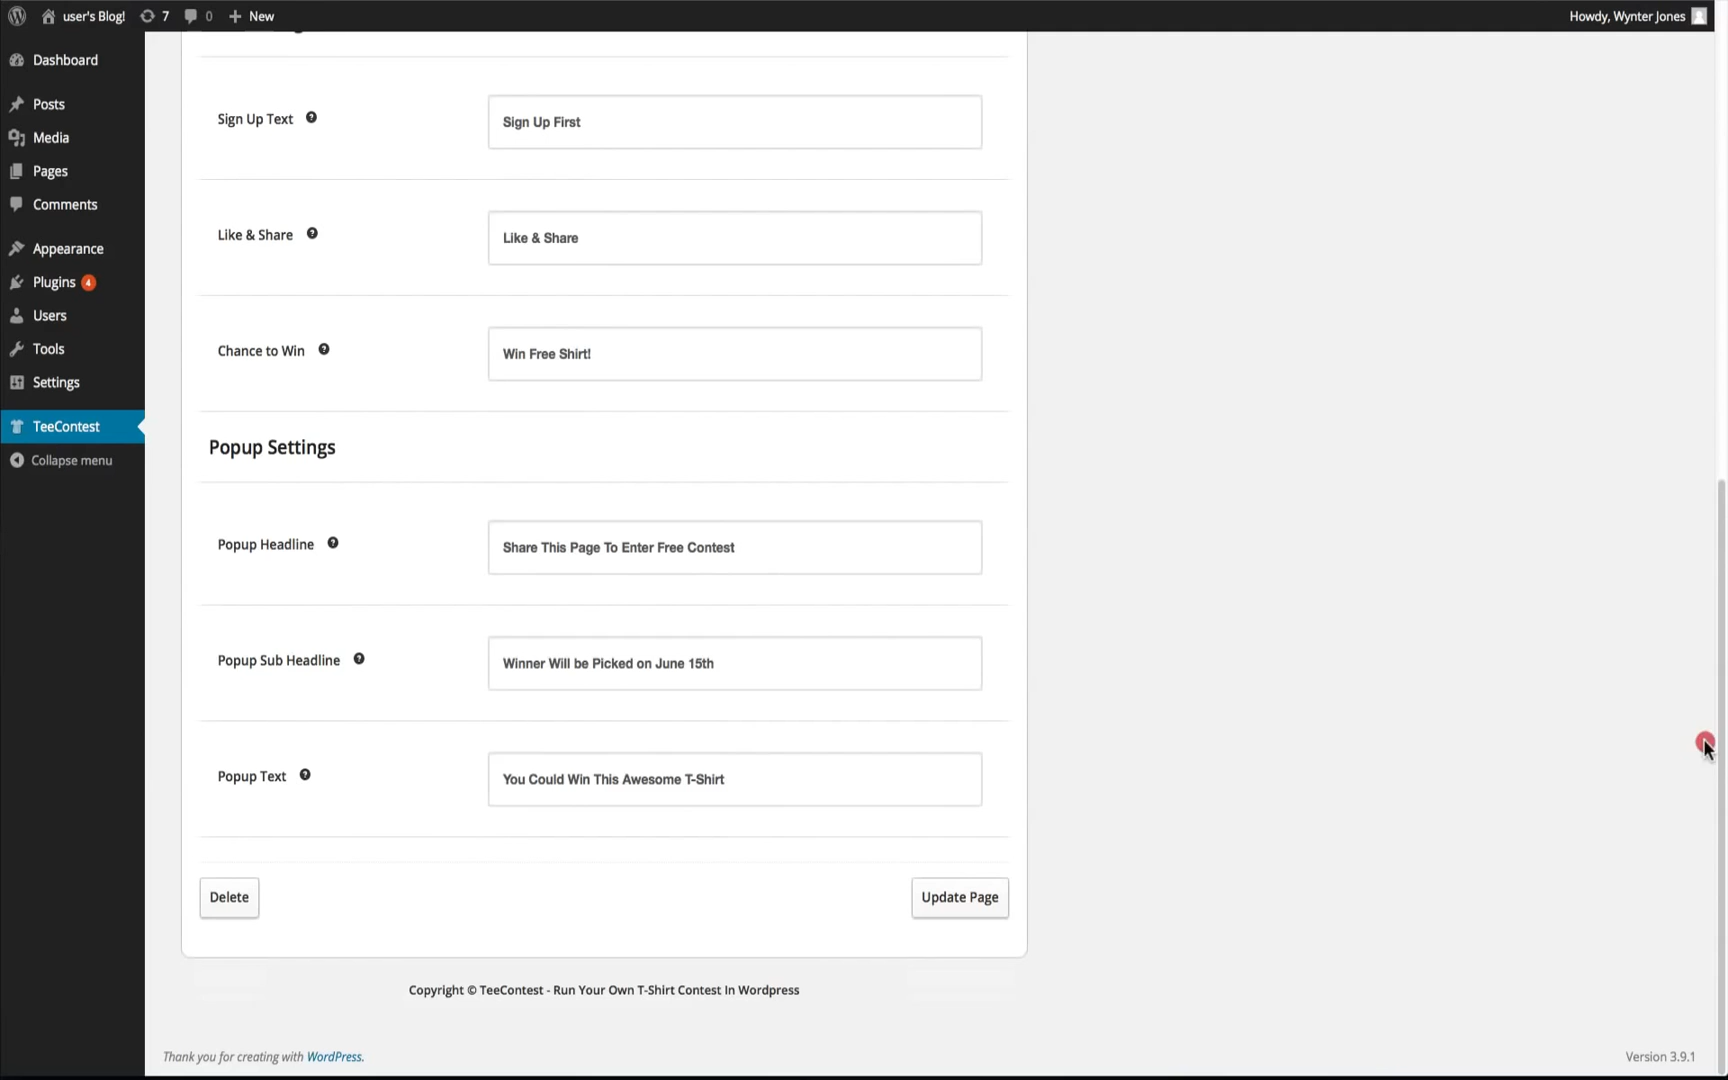 user's Blog! 7 0 New Howdy, Wynter Jones
Dashboard
Posts
Media
Pages
Comments
Appearance
Plugins 4
Users
Tools
Settings
TeeContest
Collapse menu
Sign Up Text Sign Up First
Like & Share Like & Share
Chance to Win Win Free Shirt!
Popup Settings
Popup Headline Share This Page To Enter Free Contest
Popup Sub Headline Winner Will be Picked on June 15th
Popup Text You Could Win This Awesome T-Shirt
Delete Update Page
Copyright © TeeContest - Run Your Own T-Shirt Contest In Wordpress
Thank you for creating with WordPress. Version 3.9.1